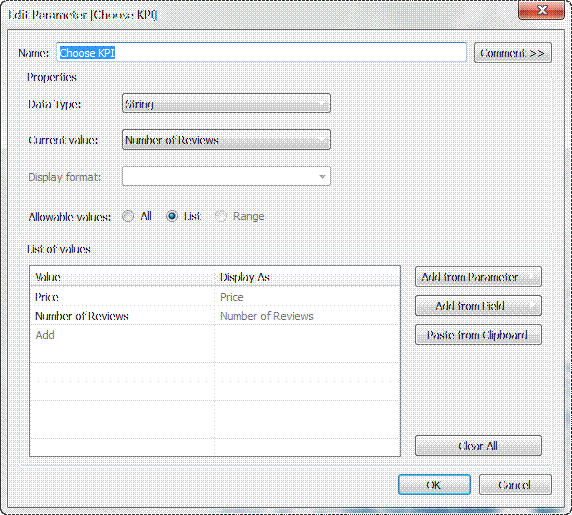 Edit Parameter [Choose KPI]
Name: Choose KPI Comment >>
Properties
Data Type: String
Current value: Number of Reviews
Display format:
Allowable values: All List Range
List of values
Value Display As Add from Parameter
Price Price
Number of Reviews Number of Reviews Add from Field
Add Paste from Clipboard
Clear All
OK Cancel